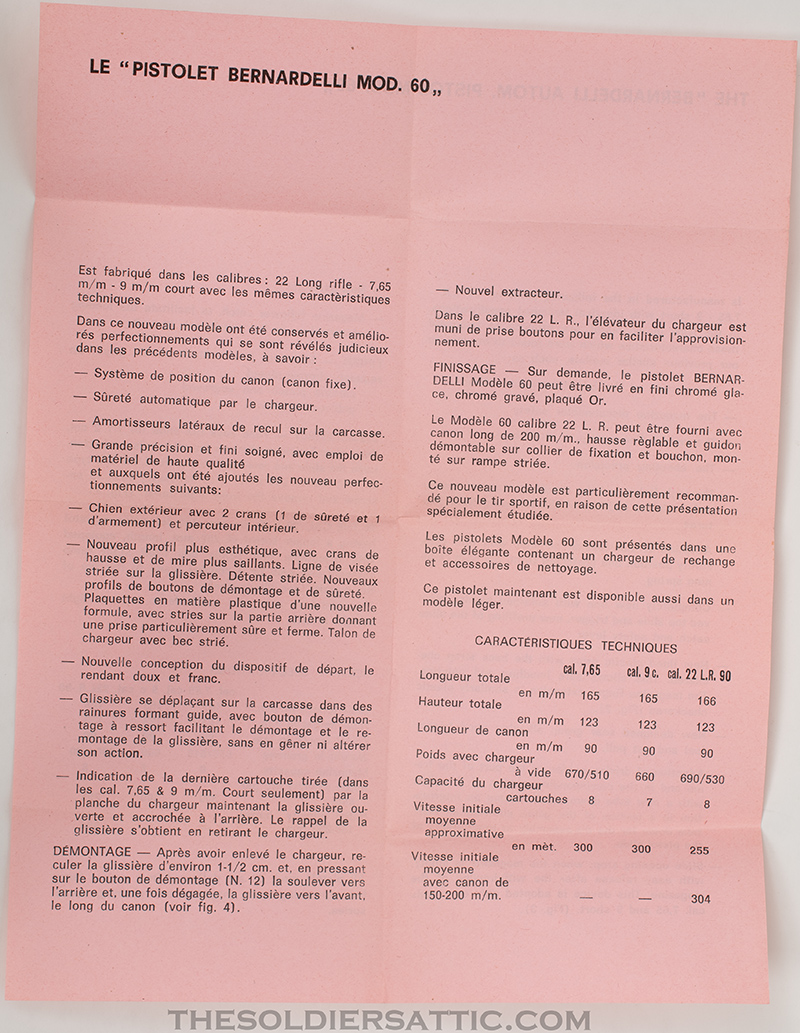 LE “PISTOLET BERNARDELLI MOD. 60„
Est fabriqué dans les calibres : 22 Long rifle - 7,65
m/m - 9 m/m court avec les mêmes caractèristiques
techniques.
Dans ce nouveau modèle ont été conservés et amélio-
rés perfectionnements qui se sont révélés judicieux
dans les précédents modèles, à savoir :
— Système de position du canon (canon fixe).
— Sûreté automatique par le chargeur.
— Amortisseurs latéraux de recul sur la carcasse.
— Grande précision et fini soigné, avec emploi de
matériel de haute qualité
et auxquels ont été ajoutés les nouveau perfec-
tionnements suivants:
— Chien extérieur avec 2 crans (1 de sûreté et 1
d'armement) et percuteur intérieur.
— Nouveau profil plus esthétique, avec crans de
hausse et de mire plus saillants. Ligne de visée
striée sur la glissière. Détente striée. Nouveaux
profils de boutons de démontage et de sûreté.
Plaquettes en matière plastique d'une nouvelle
formule, avec stries sur la partie arrière donnant
une prise particulièrement sûre et ferme. Talon de
chargeur avec bec strié.
— Nouvelle conception du dispositif de départ, le
rendant doux et franc.
— Glissière se déplaçant sur la carcasse dans des
rainures formant guide, avec bouton de démon-
tage à ressort facilitant le démontage et le re-
montage de la glissière, sans en gêner ni altérer
son action.
— Indication de la dernière cartouche tirée (dans
les cal. 7,65 & 9 m/m. Court seulement) par la
planche du chargeur maintenant la glissière ou-
verte et accrochée à l'arrière. Le rappel de la
glissière s'obtient en retirant le chargeur.
DÉMONTAGE — Après avoir enlevé le chargeur, re-
culer la glissière d'environ 1-1/2 cm. et, en pressant
sur le bouton de démontage (N. 12) la soulever vers
l'arrière et, une fois dégagée, la glissière vers l'avant,
le long du canon (voir fig. 4).
— Nouvel extracteur.
Dans le calibre 22 L. R., l'élévateur du chargeur est
muni de prise boutons pour en faciliter l'approvision-
nement.
FINISSAGE — Sur demande, le pistolet BERNAR-
DELLI Modèle 60 peut être livré en fini chromé gla-
ce, chromé gravé, plaqué Or.
Le Modèle 60 calibre 22 L. R. peut être fourni avec
canon long de 200 m/m., hausse règlable et guidon
démontable sur collier de fixation et bouchon, mon-
té sur rampe striée.
Ce nouveau modèle est particulièrement recomman-
dé pour le tir sportif, en raison de cette présentation
spécialement étudiée.
Les pistolets Modèle 60 sont présentés dans une
boîte élégante contenant un chargeur de rechange
et accessoires de nettoyage.
Ce pistolet maintenant est disponible aussi dans un
modèle léger.
CARACTÉRISTIQUES TECHNIQUES
cal. 7,65 cal. 9 c. cal. 22 L.R. 90
Longueur totale
en m/m 165 165 166
Hauteur totale
en m/m 123 123 123
Longueur de canon
en m/m 90 90 90
Poids avec chargeur
à vide 670/510 660 690/530
Capacité du chargeur
cartouches 8 7 8
Vitesse initiale
moyenne
approximative
en mèt. 300 300 255
Vitesse initiale
moyenne
avec canon de
150-200 m/m. — — 304
THESOLDIERSATTIC.COM